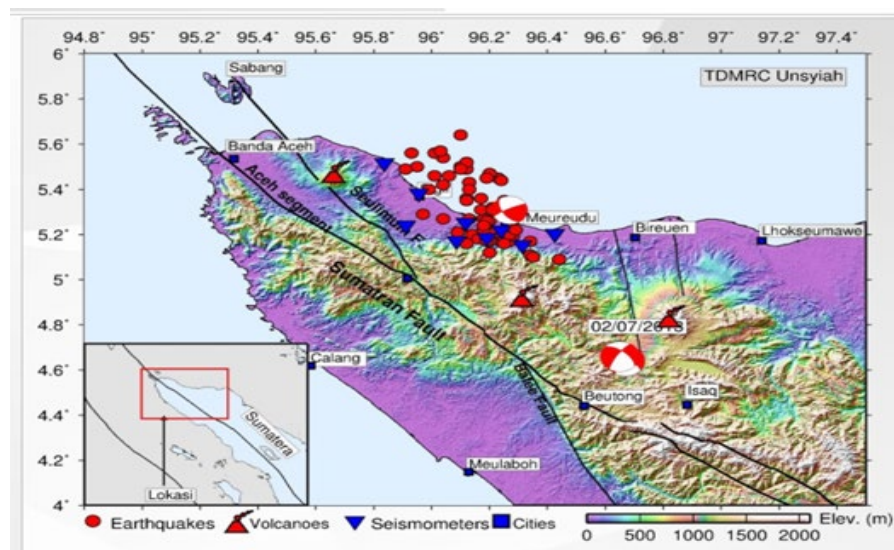 94.8˚ 95˚ 95.2˚ 95.4˚ 95.6˚ 95.8˚ 96˚ 96.2˚ 96.4˚ 96.6˚ 96.8˚ 97˚ 97.2˚ 97.4˚
6˚
Sabang
TDMRC Unsyiah
5.8˚
5.6˚
Banda Aceh
5.4˚
Aceh segment
Seulimum F.
Meureudu
Bireuen
Lhokseumawe
5.2˚
5˚
Sumatran Fault
4.8˚
02/07/2013
4.6˚
Calang
Batee Fault
Beutong
Isaq
4.4˚
Sumatera
4.2˚
Meulaboh
Lokasi
4˚
Earthquakes Volcanoes Seismometers Cities
Elev. (m)
0 500 1000 1500 2000